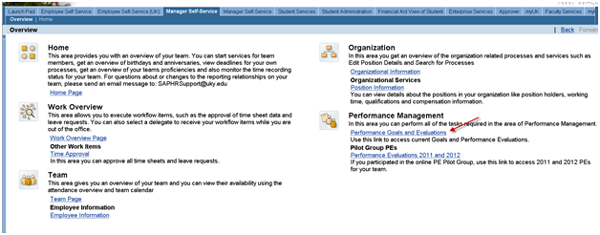 Launch Pad Employee Self-Service Employee Self-Service (UK) Manager Self-Service Manager Self-Service Faculty Services Student Services Student Administration Financial Aid View of Student Enterprise Services Approver myUK Faculty Services
Overview | Home
Overview
Back Forward
Home
This area provides you with an overview of your team. You can start services for team
members, get an overview of birthdays and anniversaries, view deadlines for your own
processes, get an overview of your teams proficiencies and also monitor the time recording
status for your team. For questions about or changes to the reporting relationships on your
team, please send an email message to: SAPHRSupport@uky.edu
Home Page
Work Overview
This area allows you to execute workflow items, such as the approval of time sheet data and
leave requests. You can also select a delegate to receive your workflow items while you are
out of the office.
Work Overview Page
Other Work Items
Time Approval
In this area you can approve all time sheets and leave requests.
Team
This area gives you an overview of your team and you can view their availability using the
attendance overview and team calendar
Team Page
Employee Information
Employee Information
Organization
In this area you can get an overview of the organization related processes and services such as
Edit Position Details and Search for Processes
Organizational Information
Organizational Services
Position Information
You can view details about the positions in your organization like position holders, working
time, qualifications and compensation information.
Performance Management
In this area you can perform all of the tasks required in the area of Performance Management.
Performance Goals and Evaluations
Use this link to access current Goals and Performance Evaluations.
Pilot Group PEs
Performance Evaluations 2011 and 2012
If you participated in the online PE Pilot Group, use this link to access 2011 and 2012 PEs
for your team.